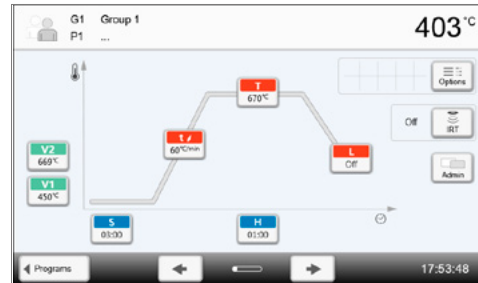 G1 Group 1
P1 ...
403°C
Options
T
670°C
Off
IRT
t
60°C/min
V2
669°C
L
Off
Admin
V1
450°C
S
03:00
H
01:00
Programs
17:53:48